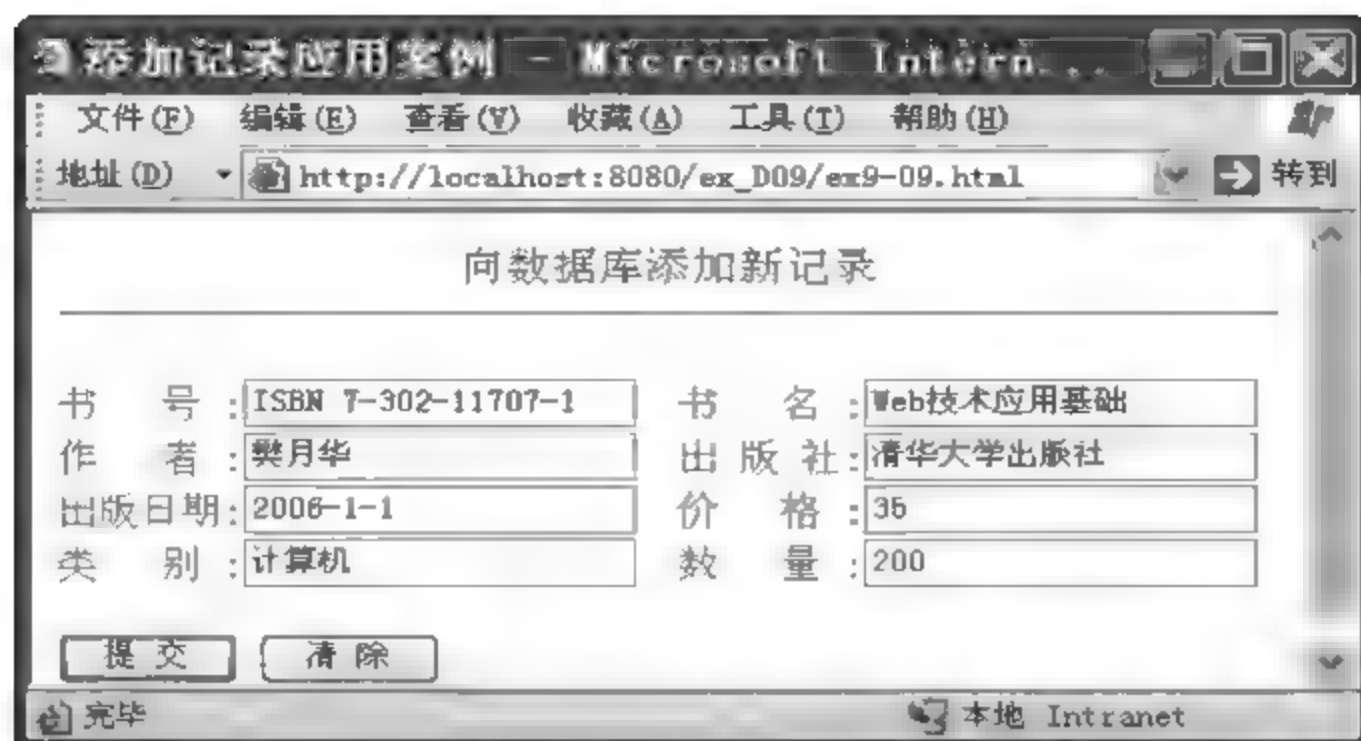 添加记录应用案例 - Microsoft Intern...
文件(F) 编辑(E) 查看(V) 收藏(A) 工具(T) 帮助(H)
地址(D) http://localhost:8080/ex_D09/ex9-09.html 转到
向数据库添加新记录
书 号:ISBN 7-302-11707-1 书 名:Web技术应用基础
作 者:樊月华 出 版 社:清华大学出版社
出版日期:2006-1-1 价 格:35
类 别:计算机 数 量:200
提 交 清 除
完毕 本地 Intranet